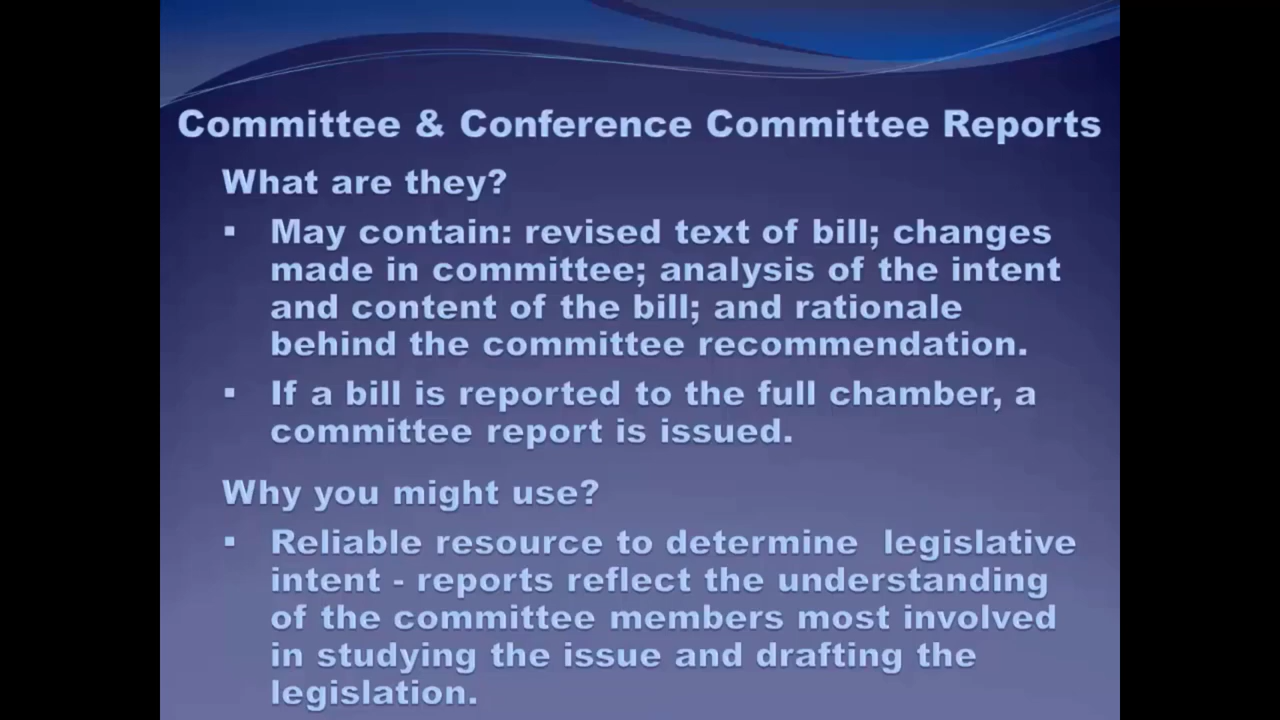 Committee & Conference Committee Reports
What are they?
▪ May contain: revised text of bill; changes
made in committee; analysis of the intent
and content of the bill; and rationale
behind the committee recommendation.
▪ If a bill is reported to the full chamber, a
committee report is issued.
Why you might use?
▪ Reliable resource to determine  legislative
intent - reports reflect the understanding
of the committee members most involved
in studying the issue and drafting the
legislation.